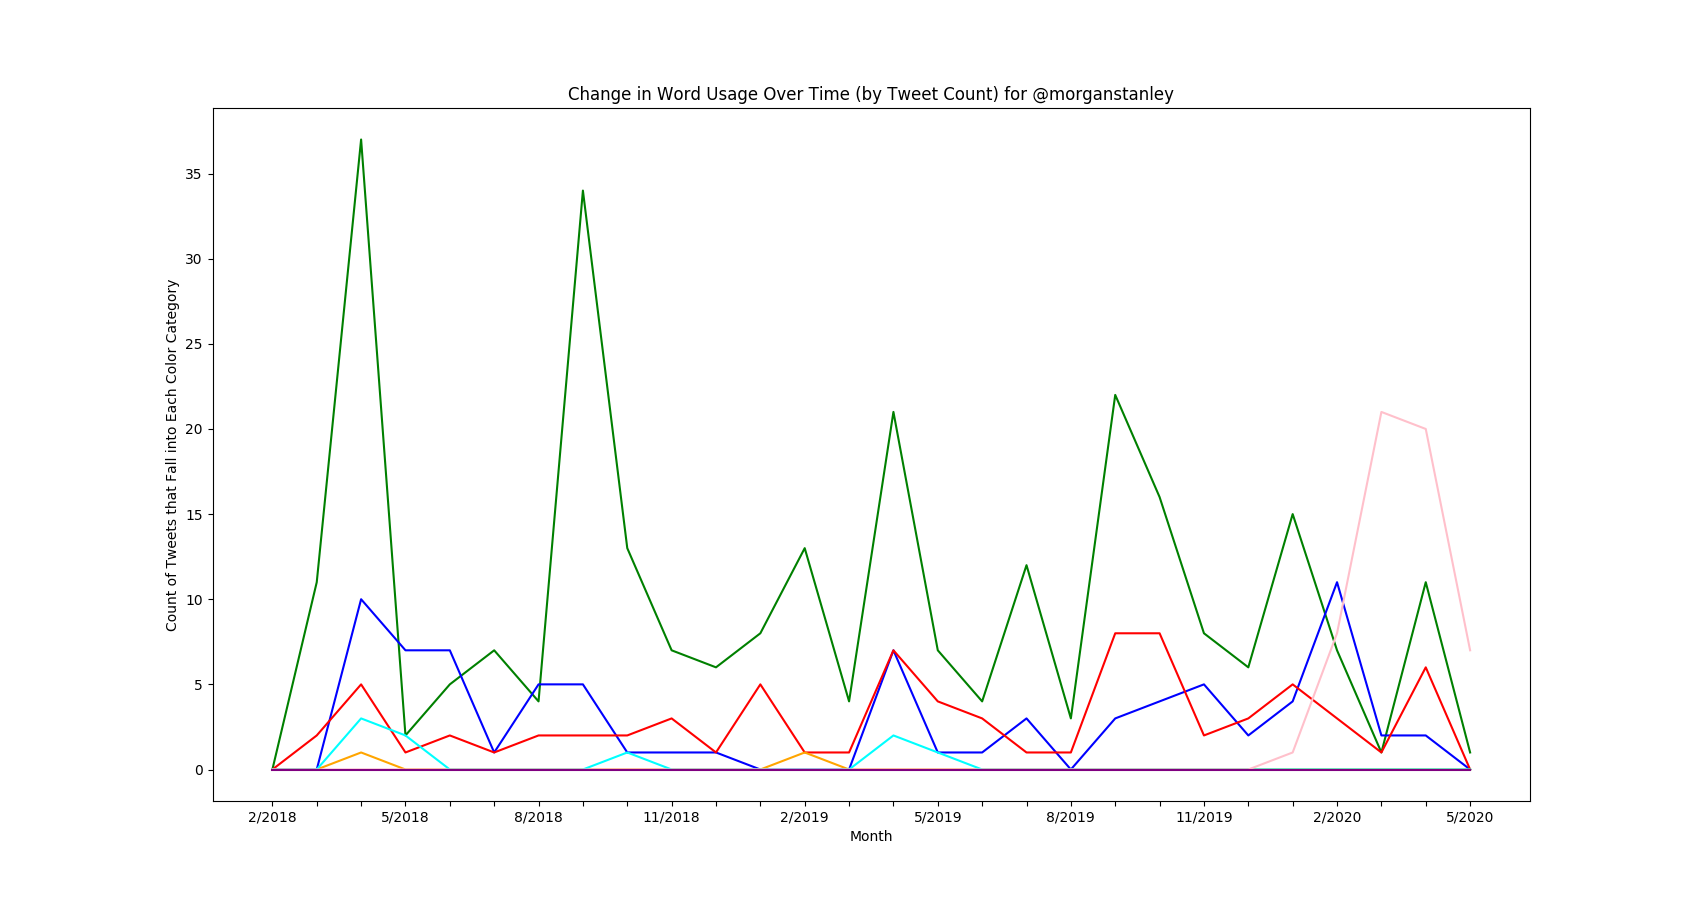 Change in Word Usage Over Time (by Tweet Count) for @morganstanley
Count of Tweets that Fall into Each Color Category
35
30
25
20
15
10
5
0
2/2018 5/2018 8/2018 11/2018 2/2019 5/2019 8/2019 11/2019 2/2020 5/2020
Month